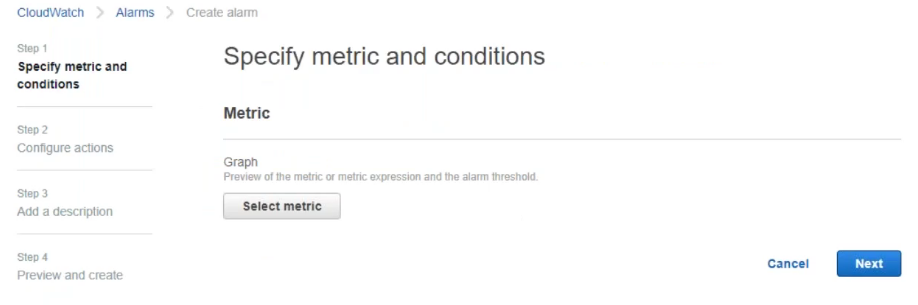 CloudWatch > Alarms > Create alarm
Step 1
Specify metric and
conditions
Step 2
Configure actions
Step 3
Add a description
Step 4
Preview and create
Specify metric and conditions
Metric
Graph
Preview of the metric or metric expression and the alarm threshold.
Select metric
Cancel
Next